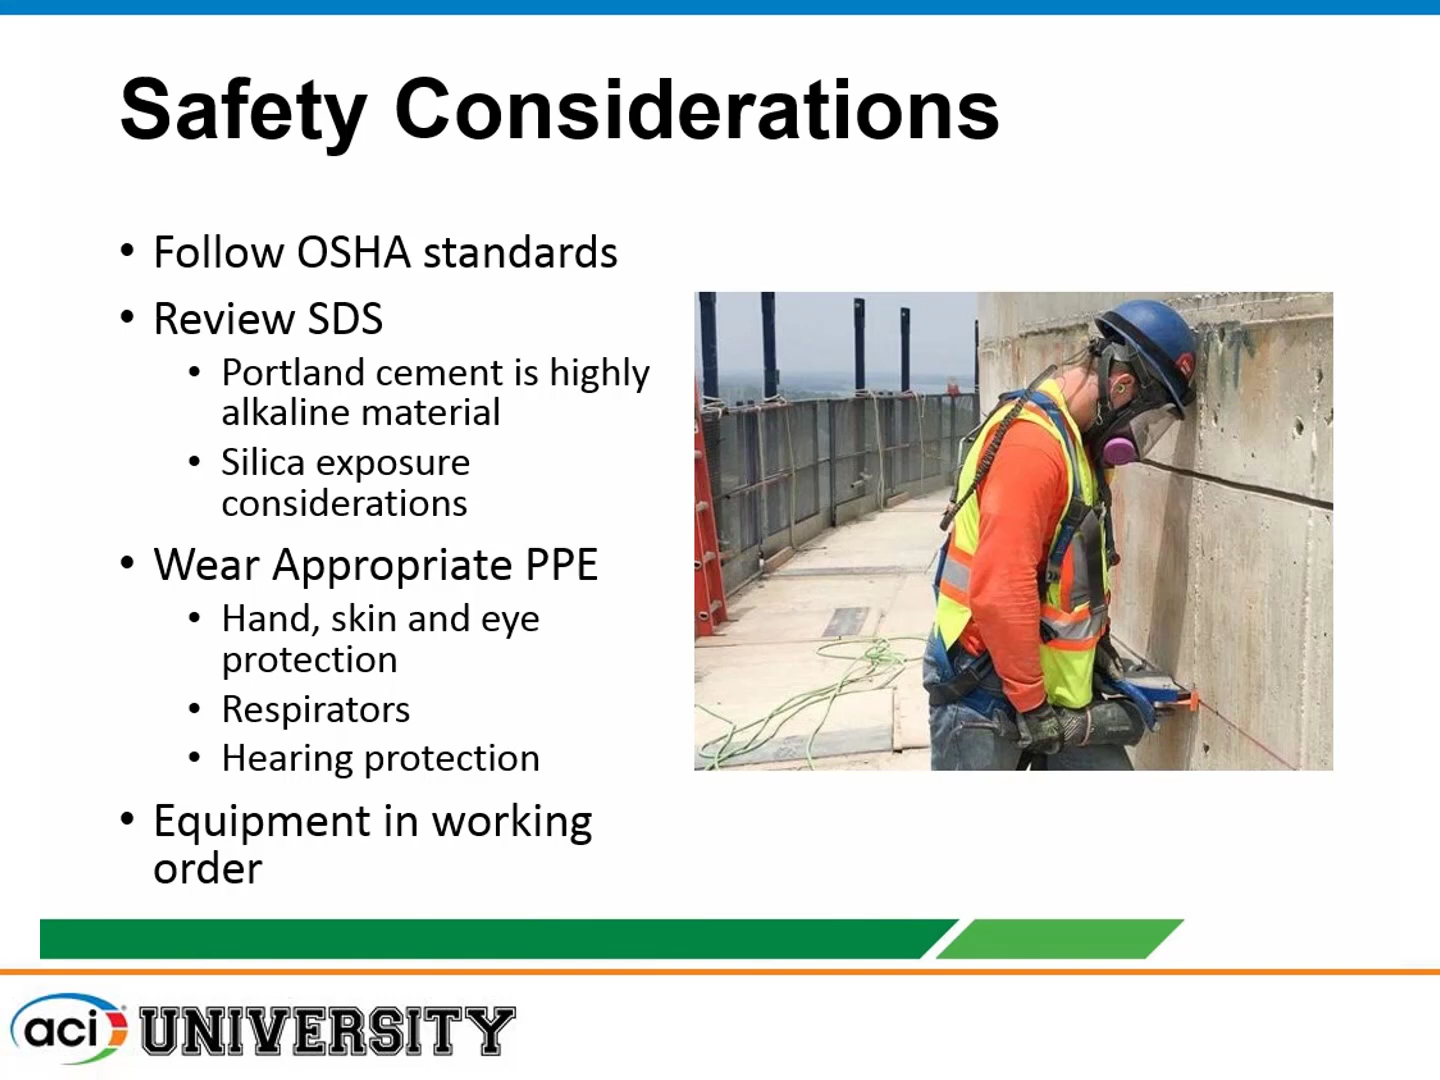 Safety Considerations
• Follow OSHA standards
• Review SDS
• Portland cement is highly
alkaline material
• Silica exposure
considerations
• Wear Appropriate PPE
• Hand, skin and eye
protection
• Respirators
• Hearing protection
• Equipment in working
order
aci UNIVERSITY